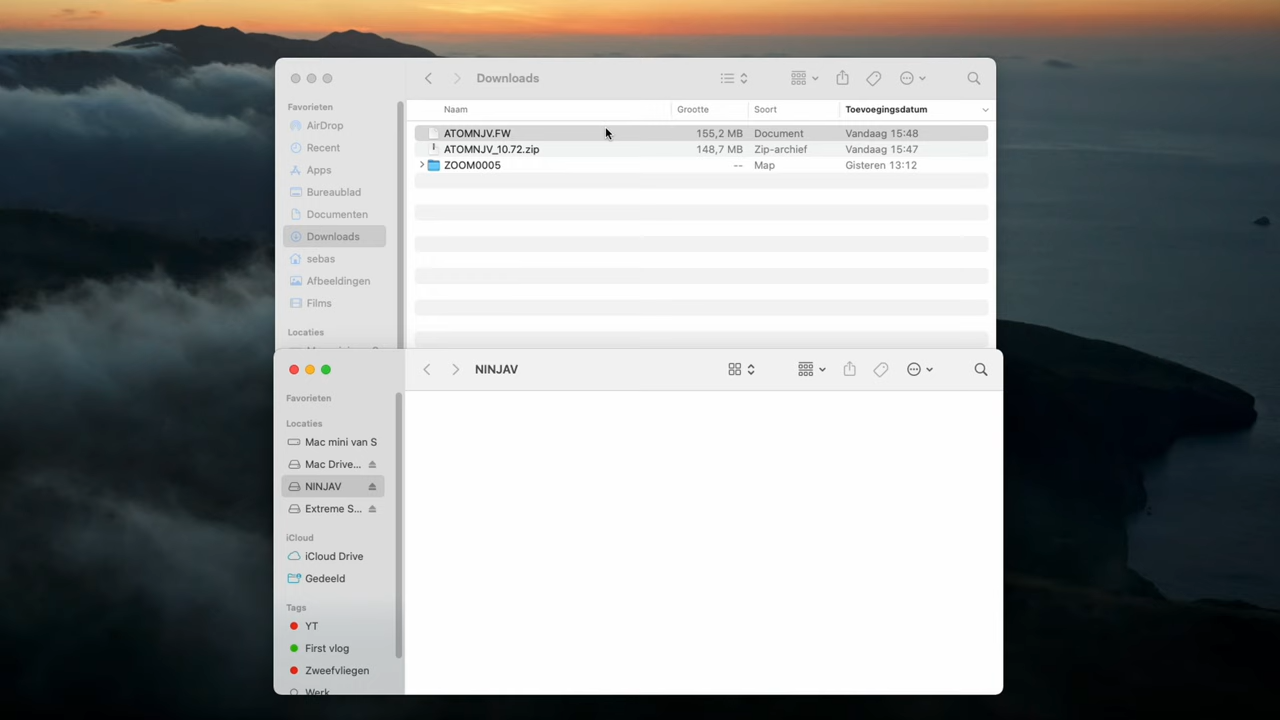 Downloads
Favorieten
AirDrop
Recent
Apps
Bureaublad
Documenten
Downloads
sebas
Afbeeldingen
Films
Locaties
Naam Grootte Soort Toevoegingsdatum
ATOMNJV.FW 155,2 MB Document Vandaag 15:48
ATOMNJV_10.72.zip 148,7 MB Zip-archief Vandaag 15:47
ZOOM0005 -- Map Gisteren 13:12
NINJAV
Favorieten
Locaties
Mac mini van S
Mac Drive...
NINJAV
Extreme S...
iCloud
iCloud Drive
Gedeeld
Tags
YT
First vlog
Zweefvliegen
Werk